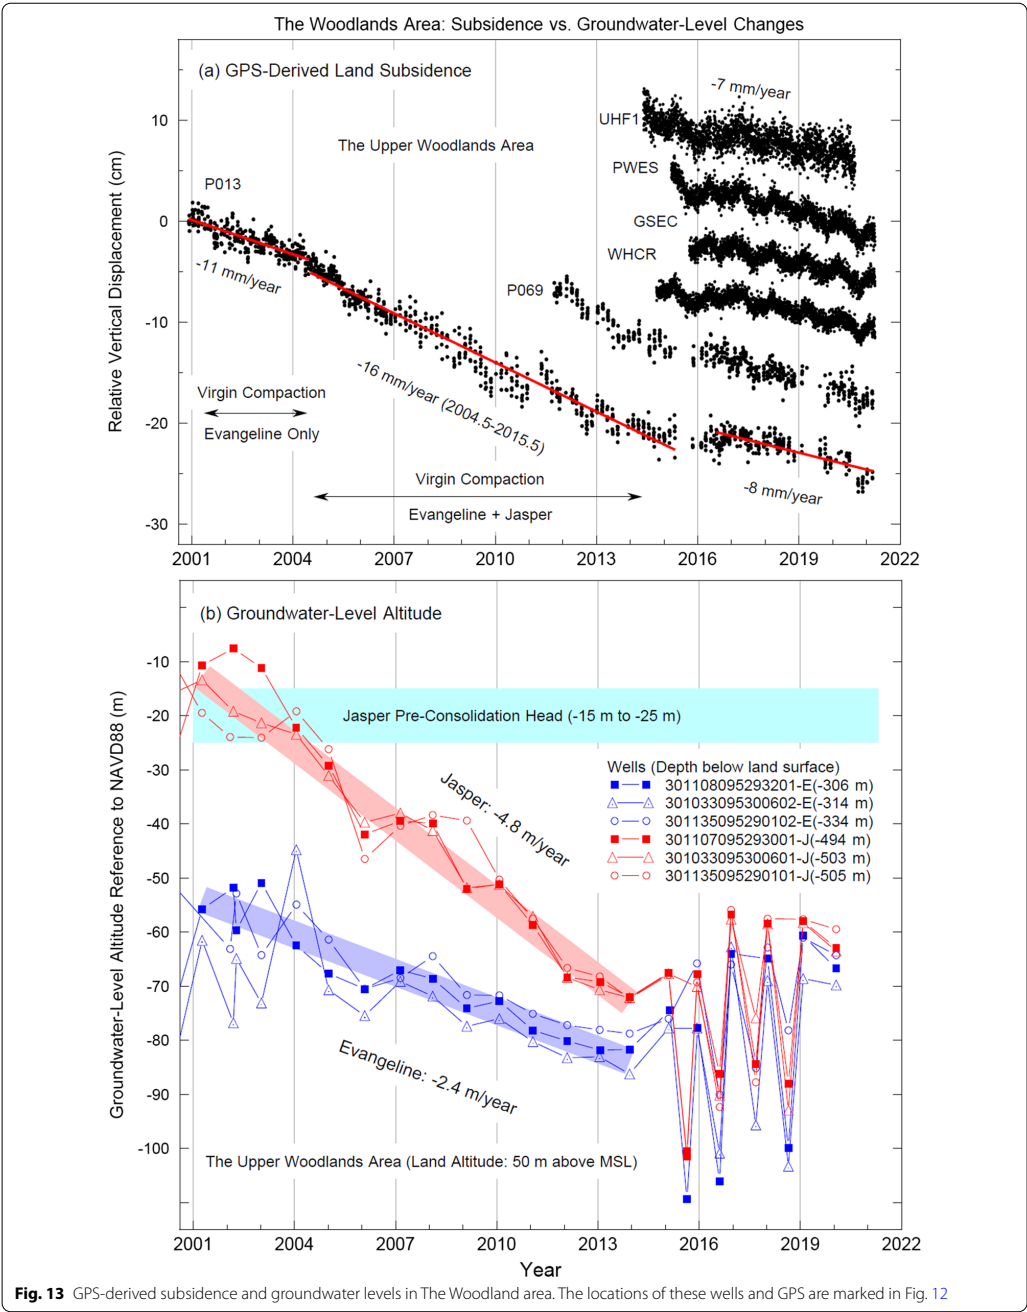 The Woodlands Area: Subsidence vs. Groundwater-Level Changes
(a) GPS-Derived Land Subsidence
-7 mm/year
UHF1
The Upper Woodlands Area
PWES
P013
GSEC
WHCR
-11 mm/year
P069
-16 mm/year (2004.5-2015.5)
Virgin Compaction
Evangeline Only
Virgin Compaction
Evangeline + Jasper
-8 mm/year
Relative Vertical Displacement (cm)
10
0
-10
-20
-30
2001 2004 2007 2010 2013 2016 2019 2022
(b) Groundwater-Level Altitude
Jasper Pre-Consolidation Head (-15 m to -25 m)
Wells (Depth below land surface)
301108095293201-E(-306 m)
301033095300602-E(-314 m)
301135095290102-E(-334 m)
301107095293001-J(-494 m)
301033095300601-J(-503 m)
301135095290101-J(-505 m)
Jasper: -4.8 m/year
Evangeline: -2.4 m/year
The Upper Woodlands Area (Land Altitude: 50 m above MSL)
Groundwater-Level Altitude Reference to NAVD88 (m)
-10
-20
-30
-40
-50
-60
-70
-80
-90
-100
2001 2004 2007 2010 2013 2016 2019 2022
Year
Fig. 13 GPS-derived subsidence and groundwater levels in The Woodland area. The locations of these wells and GPS are marked in Fig. 12